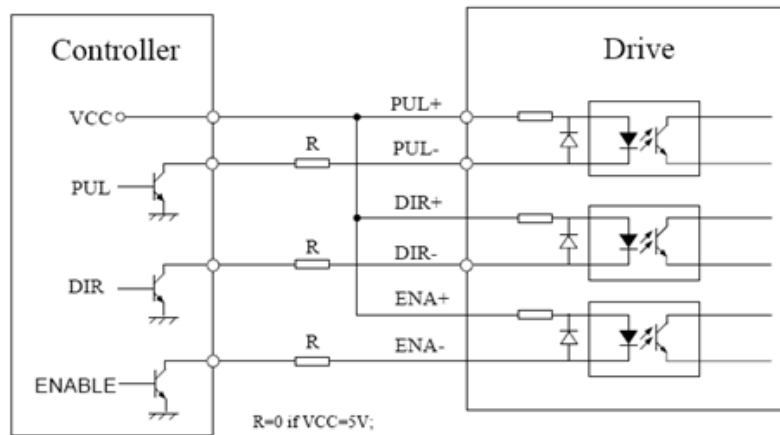 Controller
Drive
VCC
PUL+
R
PUL-
PUL
DIR+
R
DIR-
DIR
ENA+
R
ENA-
ENABLE
R=0 if VCC=5V;